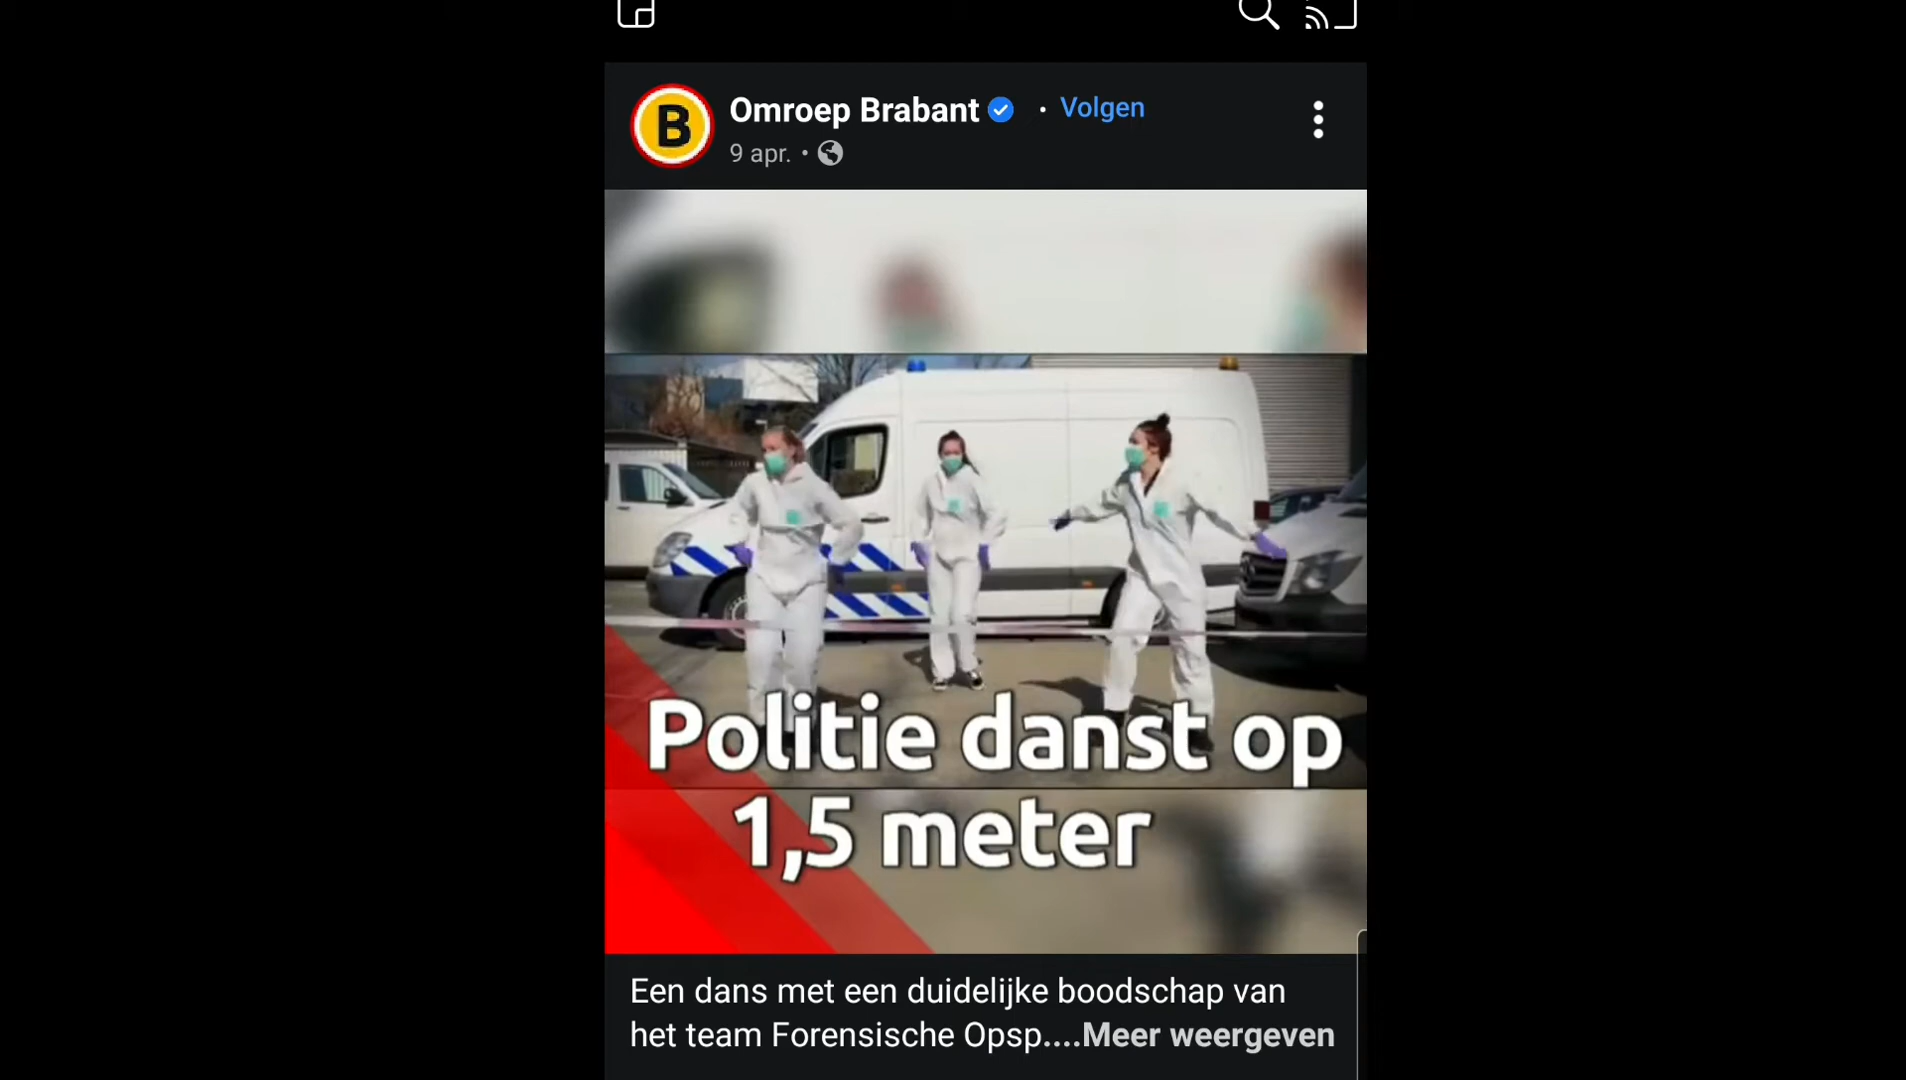 B
Omroep Brabant · Volgen
9 apr. ·
Politie danst op
1,5 meter
Een dans met een duidelijke boodschap van
het team Forensische Opsp....Meer weergeven